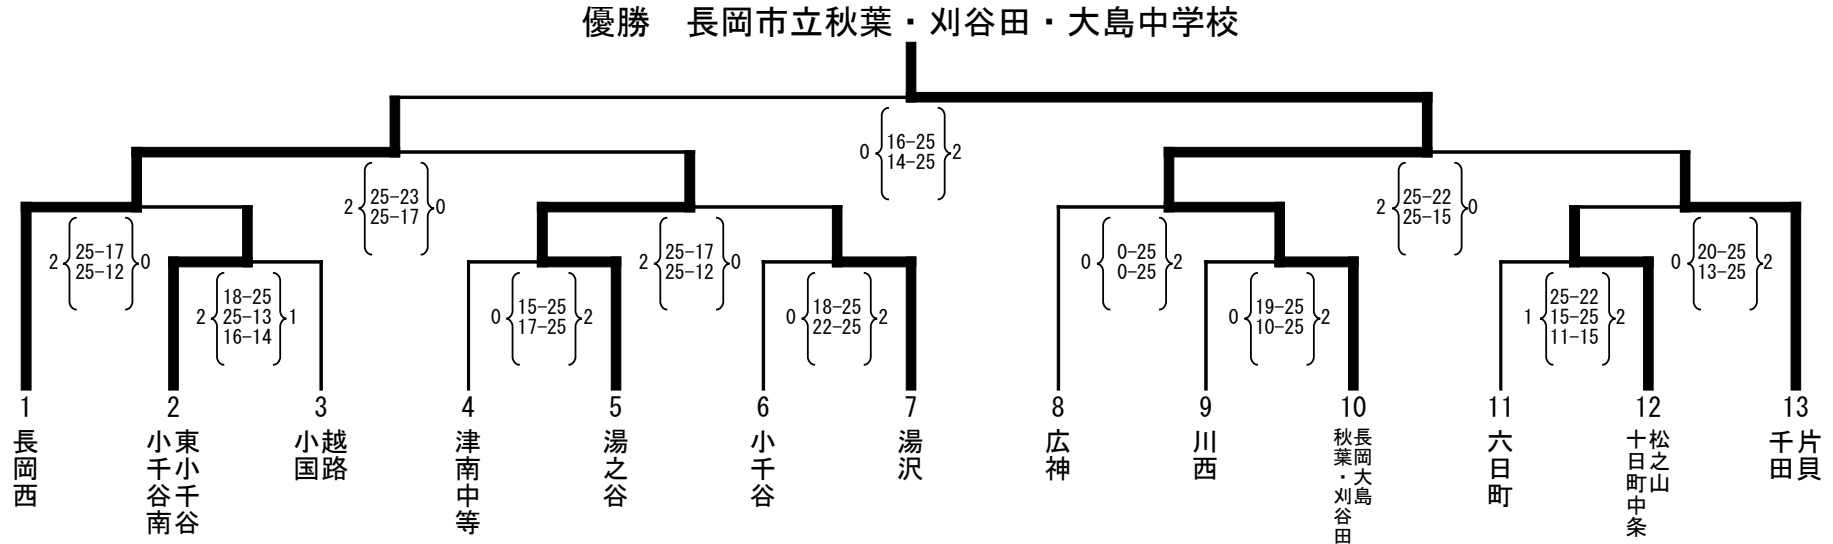 優勝　長岡市立秋葉・刈谷田・大島中学校
0 16-25 2
14-25
2 25-23 0
25-17
2 25-22 0
25-15
2 25-17 0
25-12
2 25-17 0
25-12
0 0-25 2
0-25
0 20-25 2
13-25
18-25
2 25-13 1
16-14
0 15-25 2
17-25
0 18-25 2
22-25
0 19-25 2
10-25
25-22
1 15-25 2
11-15
1 2 3 4 5 6 7 8 9 10 11 12 13
長岡西
東小千谷
小千谷南
越路
小国
津南中等
湯之谷
小千谷
湯沢
広神
川西
長岡大島
秋葉・刈谷田
六日町
松之山
十日町中条
片貝
千田